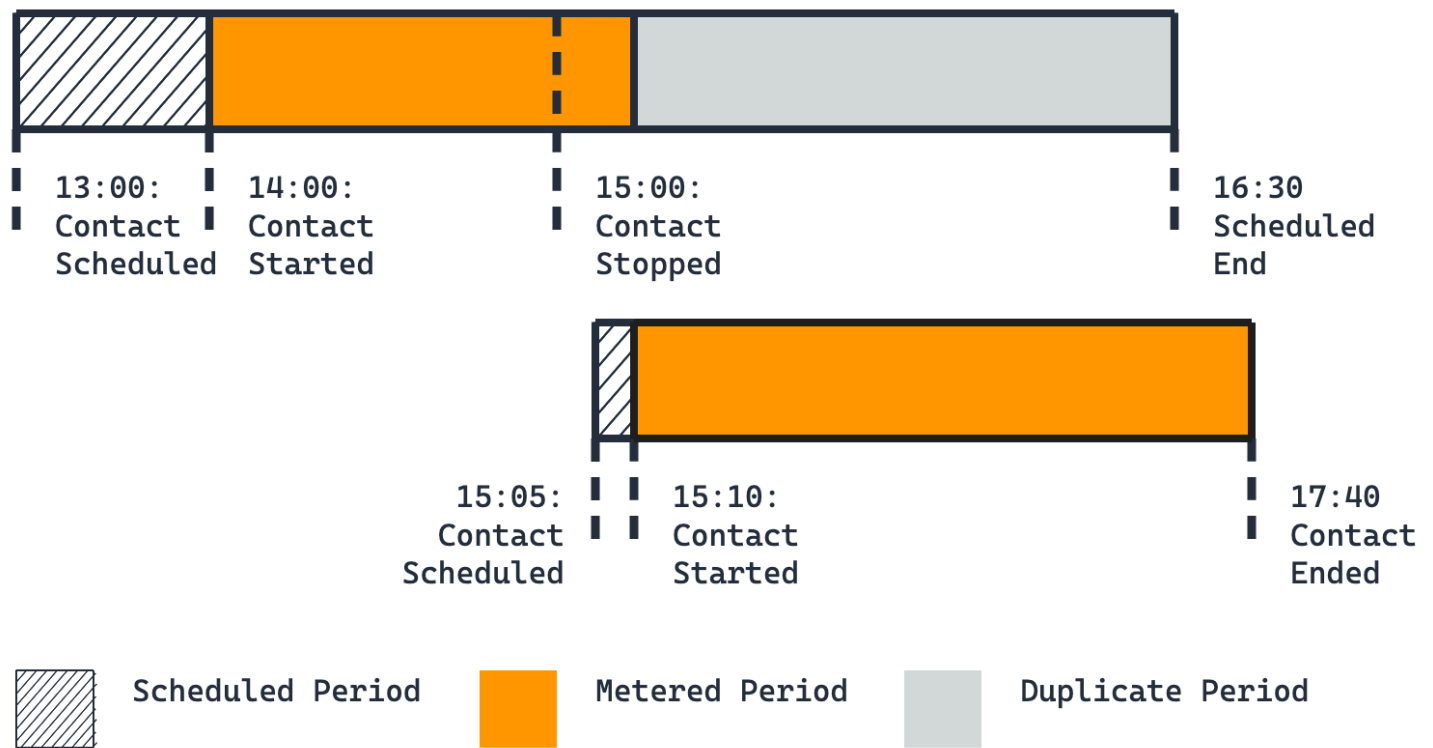 13:00:
Contact
Scheduled
14:00:
Contact
Started
15:00:
Contact
Stopped
16:30
Scheduled
End
15:05:
Contact
Scheduled
15:10:
Contact
Started
17:40
Contact
Ended
Scheduled Period
Metered Period
Duplicate Period